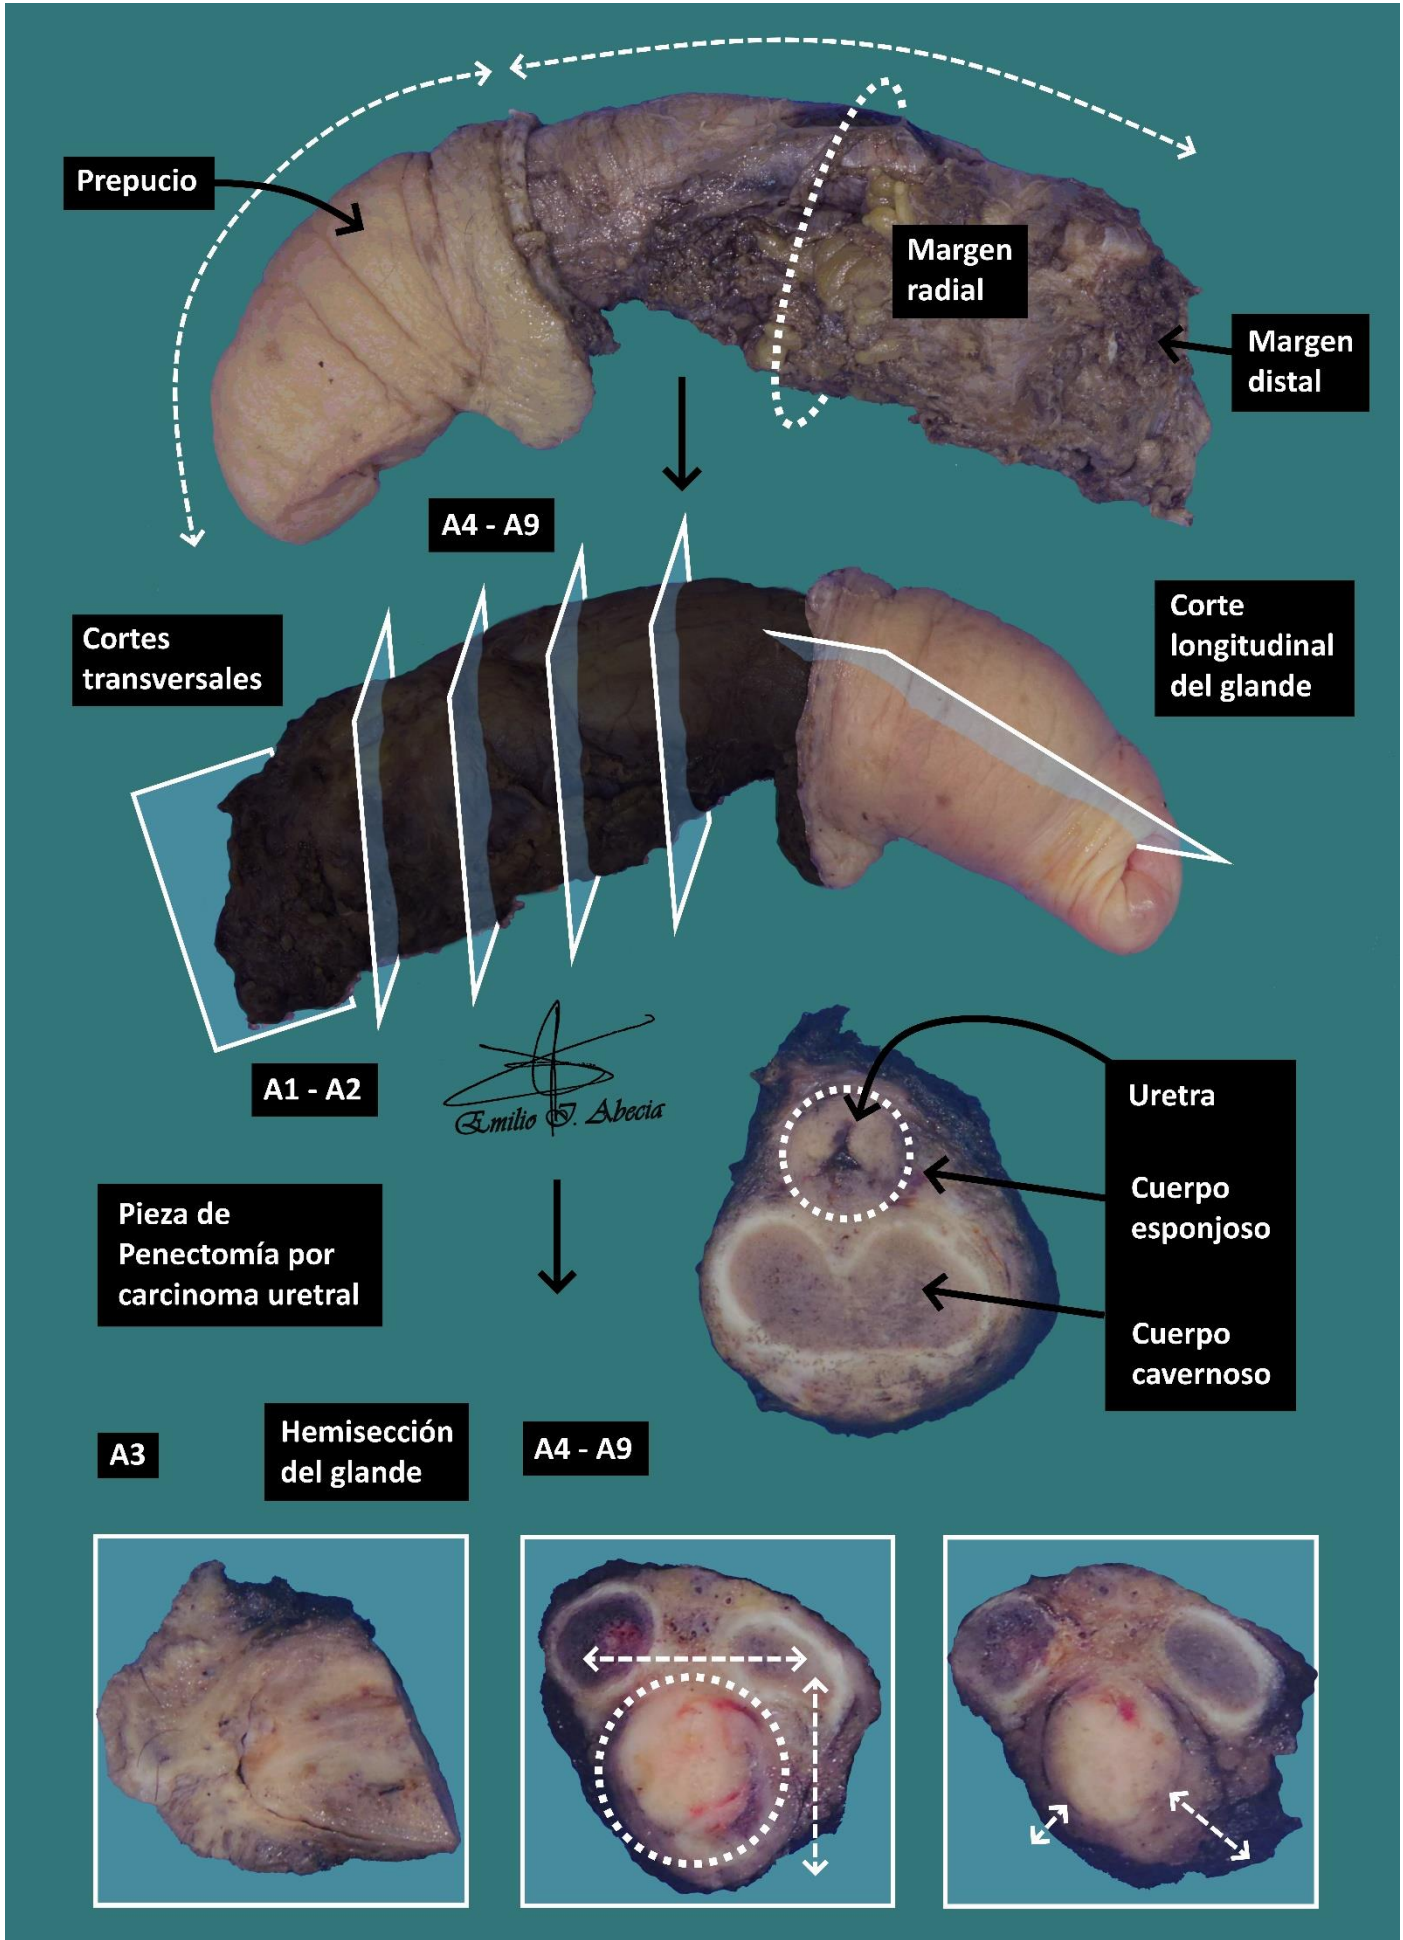 Prepucio
Margen
radial
Margen
distal
A4 - A9
Cortes
transversales
Corte
longitudinal
del glande
A1 - A2
Emilio I. Abecia
Uretra
Cuerpo
esponjoso
Cuerpo
cavernoso
Pieza de
Penectomía por
carcinoma uretral
A3
Hemisección
del glande
A4 - A9